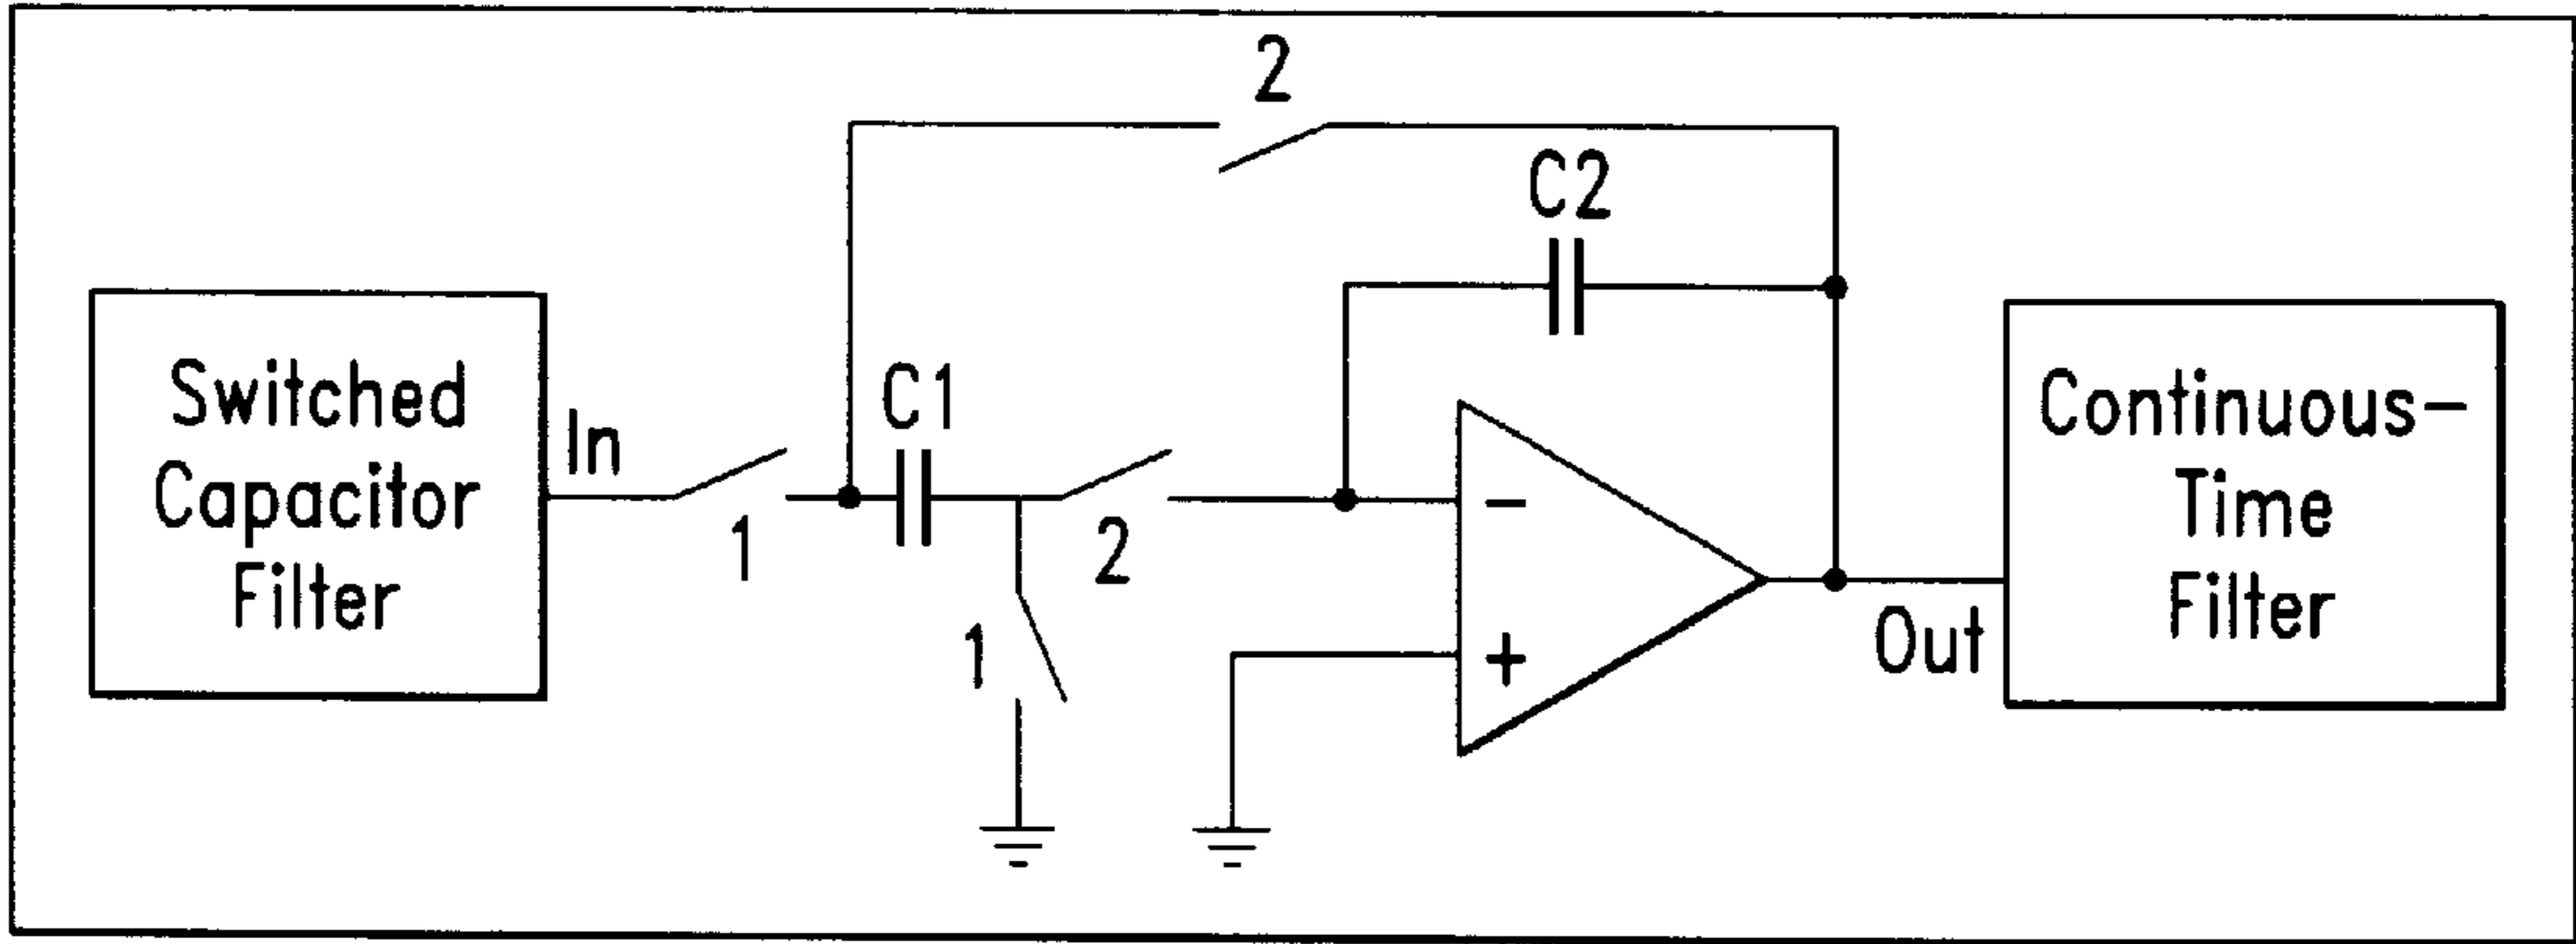 2
C2
Switched
Capacitor
Filter
In
1
C1
2
1
−
+
Out
Continuous-
Time
Filter